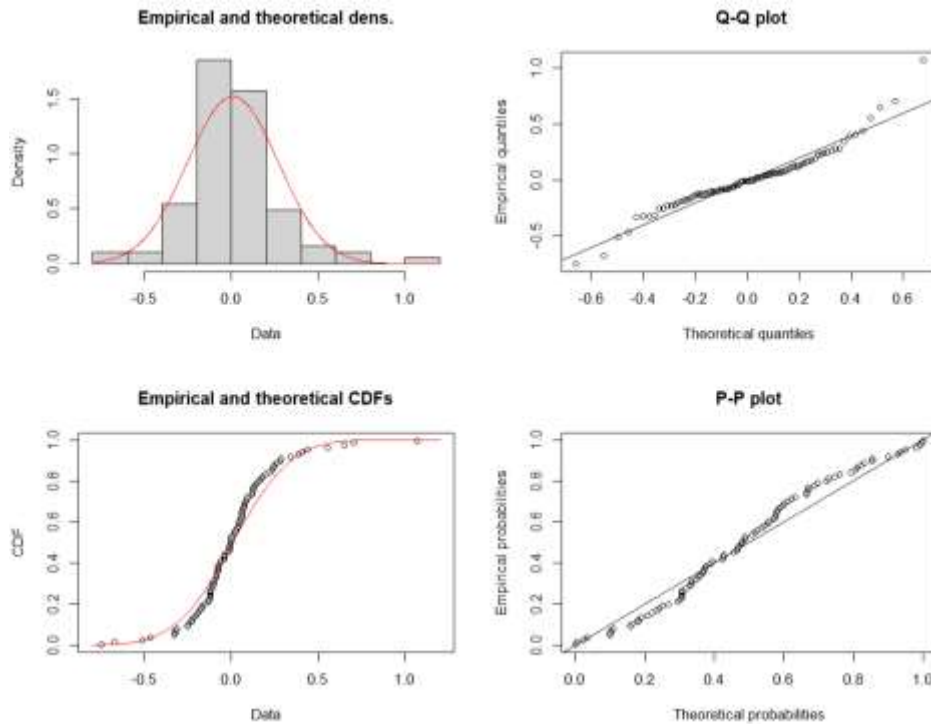 Empirical and theoretical dens.
Density
0.0 0.5 1.0 1.5
-0.5 0.0 0.5 1.0
Data
Q-Q plot
Empirical quantiles
-0.5 0.0 0.5 1.0
-0.6 -0.4 -0.2 0.0 0.2 0.4 0.6
Theoretical quantiles
Empirical and theoretical CDFs
CDF
0.0 0.2 0.4 0.6 0.8 1.0
-0.5 0.0 0.5 1.0
Data
P-P plot
Empirical probabilities
0.0 0.2 0.4 0.6 0.8 1.0
0.0 0.2 0.4 0.6 0.8 1.0
Theoretical probabilities